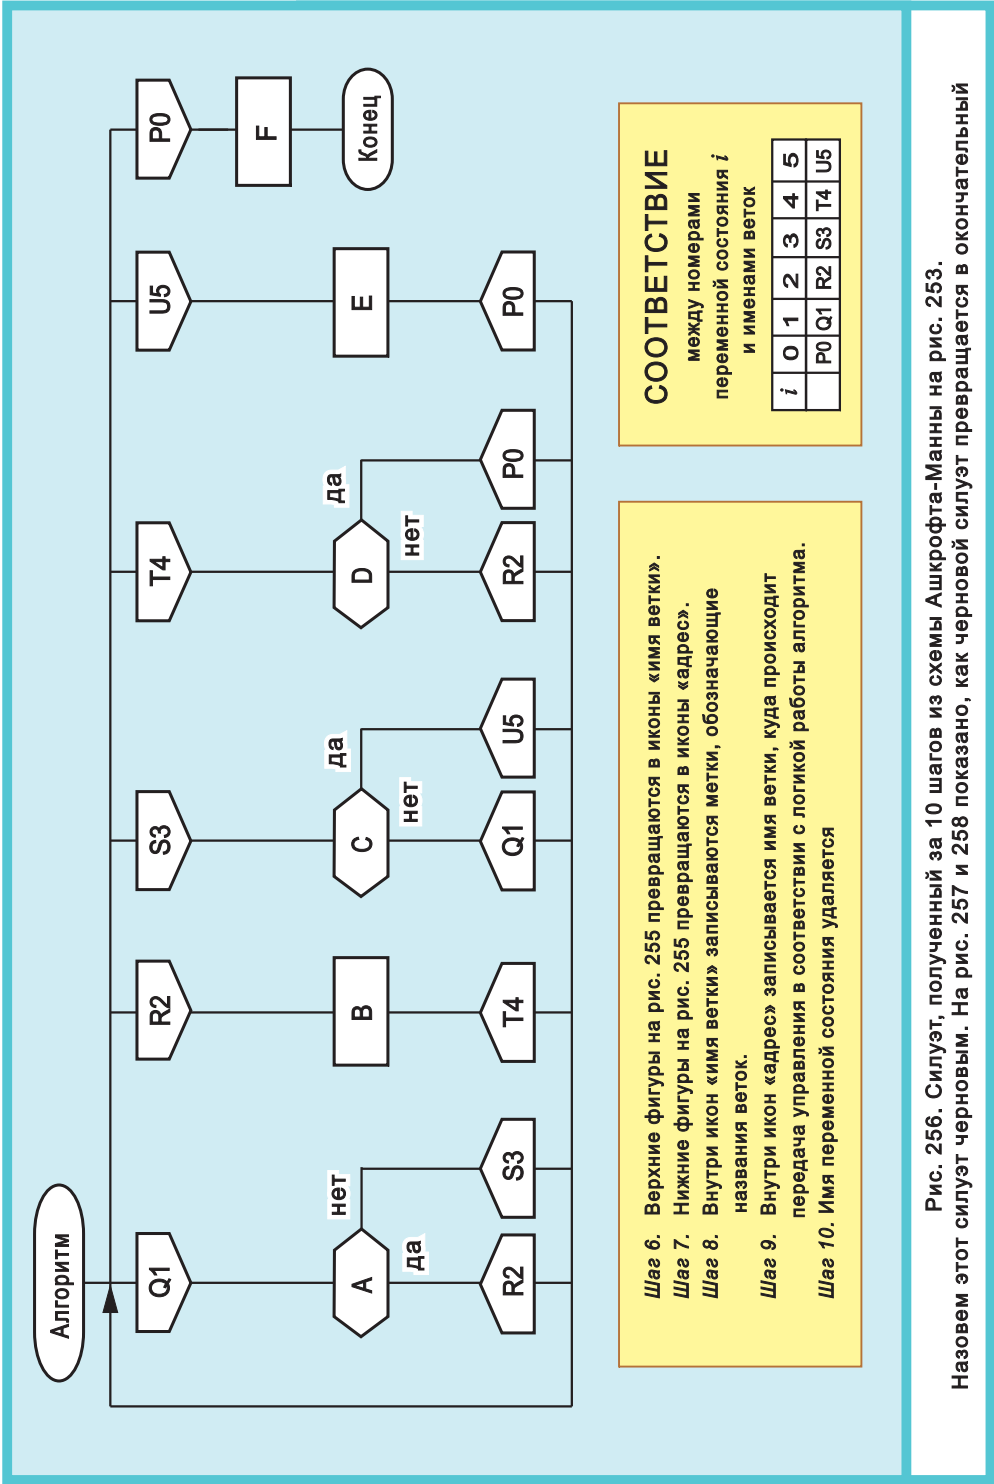 Алгоритм
Q1 R2 S3 T4 U5 P0
A B C D E F
нет да да
да нет нет
Конец
R2 S3 T4 Q1 U5 R2 P0 P0
Шаг 6. Верхние фигуры на рис. 255 превращаются в иконы «имя ветки».
Шаг 7. Нижние фигуры на рис. 255 превращаются в иконы «адрес».
Шаг 8. Внутри икон «имя ветки» записываются метки, обозначающие
названия веток.
Шаг 9. Внутри икон «адрес» записывается имя ветки, куда происходит
передача управления в соответствии с логикой работы алгоритма.
Шаг 10. Имя переменной состояния удаляется
СООТВЕТСТВИЕ
между номерами
переменной состояния i
и именами веток
i 0 1 2 3 4 5
P0 Q1 R2 S3 T4 U5
Рис. 256. Силуэт, полученный за 10 шагов из схемы Ашкрофта-Манны на рис. 253.
Назовем этот силуэт черновым. На рис. 257 и 258 показано, как черновой силуэт превращается в окончательный